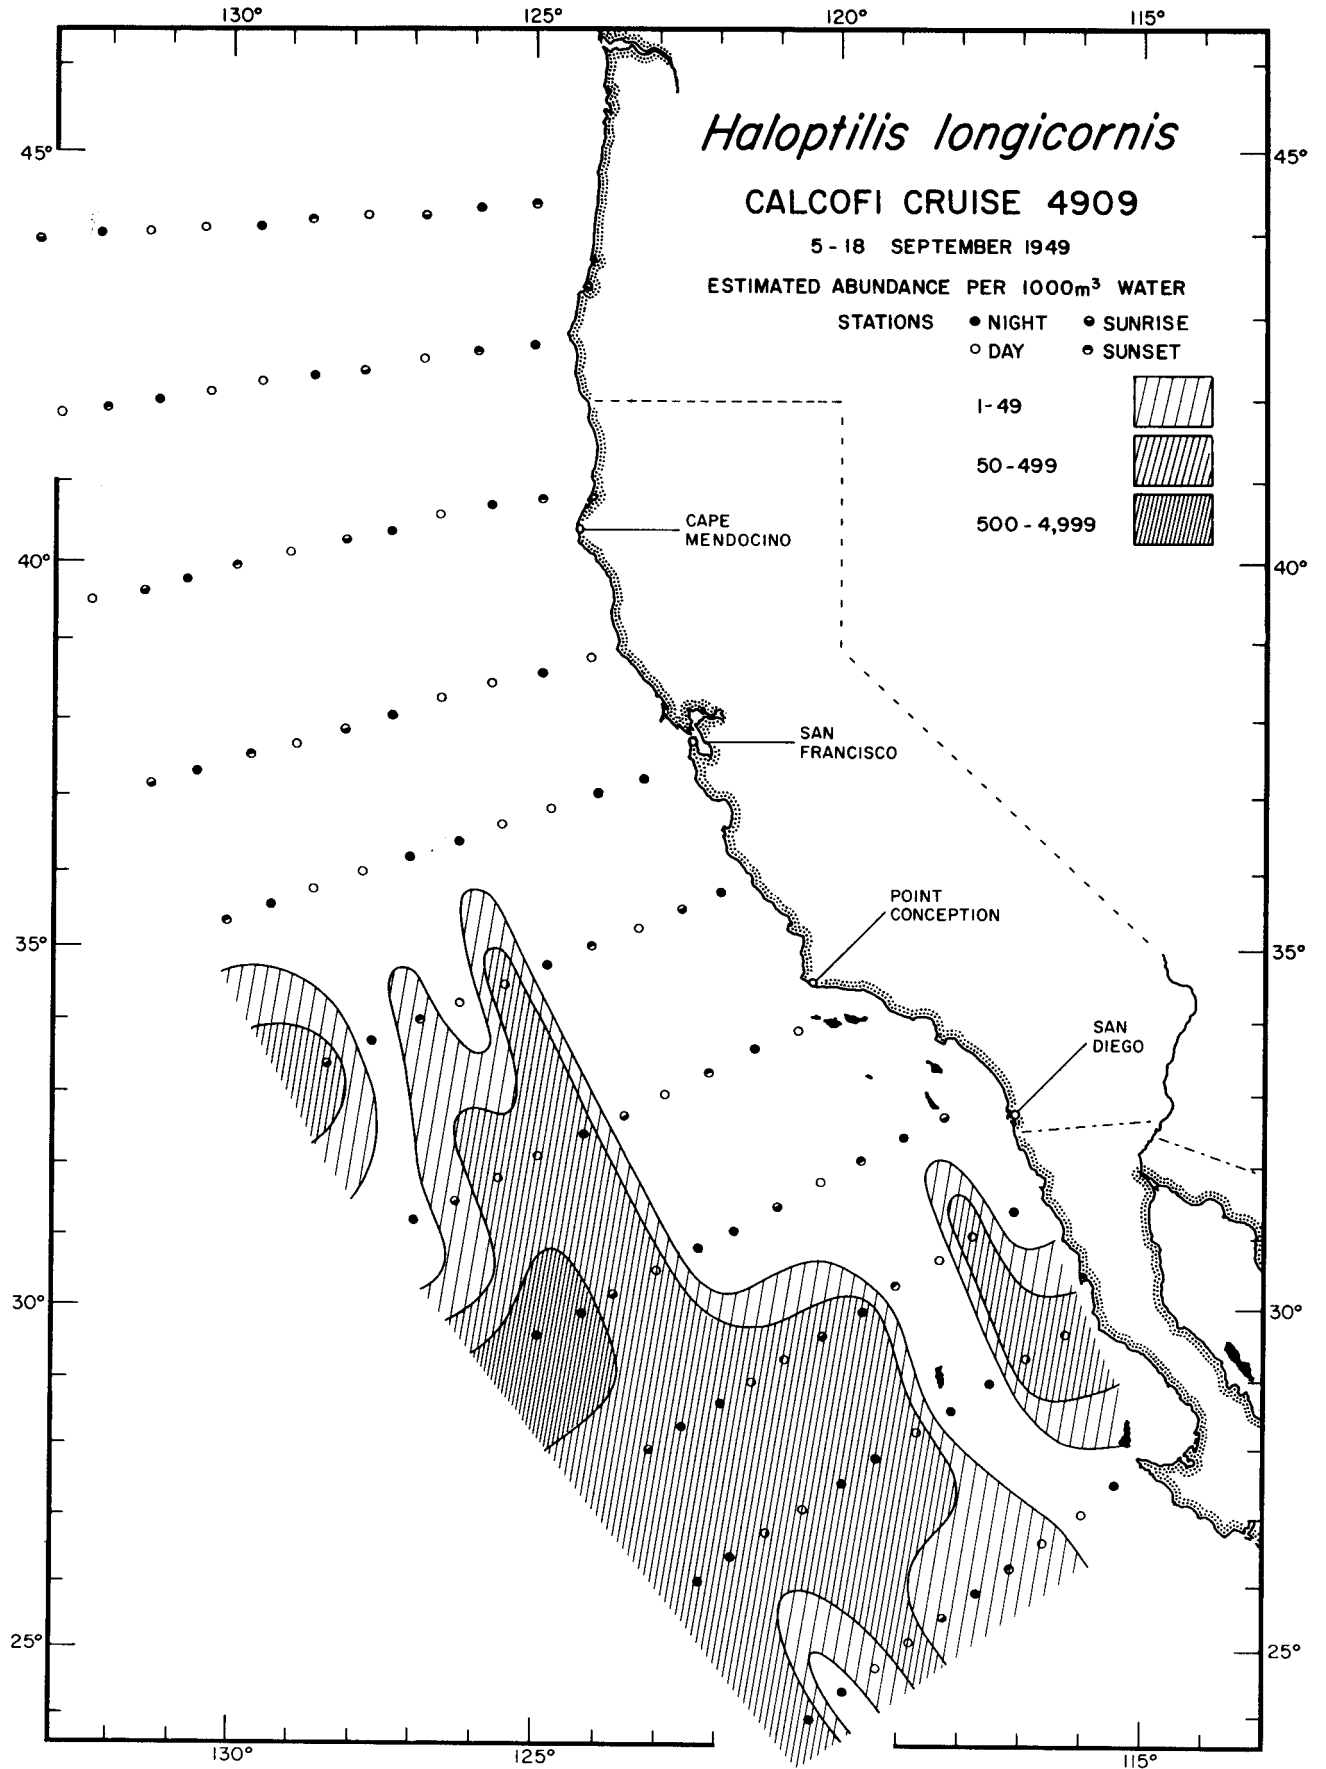 130°
125°
120°
115°
45°
45°
Haloptilis longicornis
CALCOFI CRUISE 4909
5-18 SEPTEMBER 1949
ESTIMATED ABUNDANCE PER 1000m³ WATER
STATIONS
NIGHT
SUNRISE
DAY
SUNSET
1-49
50-499
500-4,999
CAPE
MENDOCINO
40°
40°
SAN
FRANCISCO
POINT
CONCEPTION
35°
35°
SAN
DIEGO
30°
30°
25°
25°
130°
125°
115°